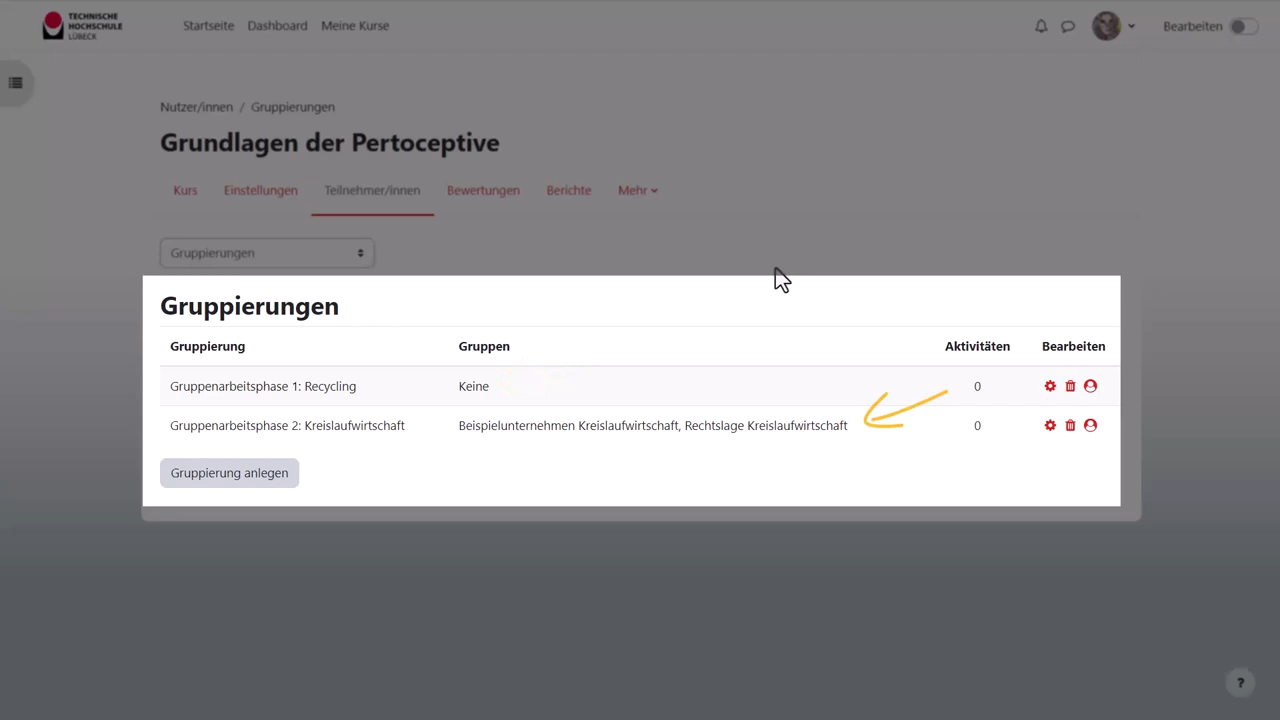 TECHNISCHE
HOCHSCHULE
LÜBECK
Startseite Dashboard Meine Kurse
Bearbeiten
Nutzer/innen / Gruppierungen
Grundlagen der Pertoceptive
Kurs Einstellungen Teilnehmer/innen Bewertungen Berichte Mehr
Gruppierungen
Gruppierungen
Gruppierung Gruppen Aktivitäten Bearbeiten
Gruppenarbeitsphase 1: Recycling Keine 0
Gruppenarbeitsphase 2: Kreislaufwirtschaft Beispielunternehmen Kreislaufwirtschaft, Rechtslage Kreislaufwirtschaft 0
Gruppierung anlegen
?